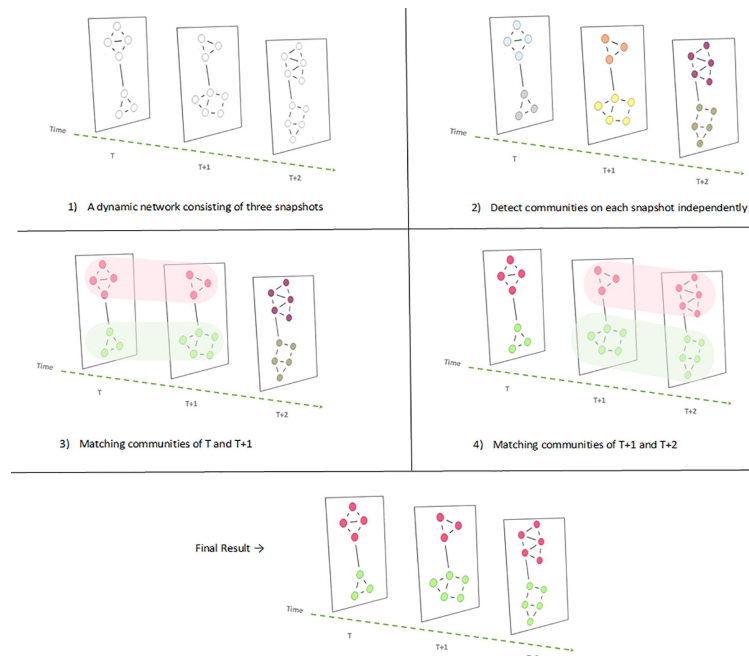 Time
T
T+1
T+2
1) A dynamic network consisting of three snapshots
Time
T
T+1
T+2
2) Detect communities on each snapshot independently
Time
T
T+1
T+2
3) Matching communities of T and T+1
Time
T
T+1
T+2
4) Matching communities of T+1 and T+2
Final Result →
Time
T
T+1